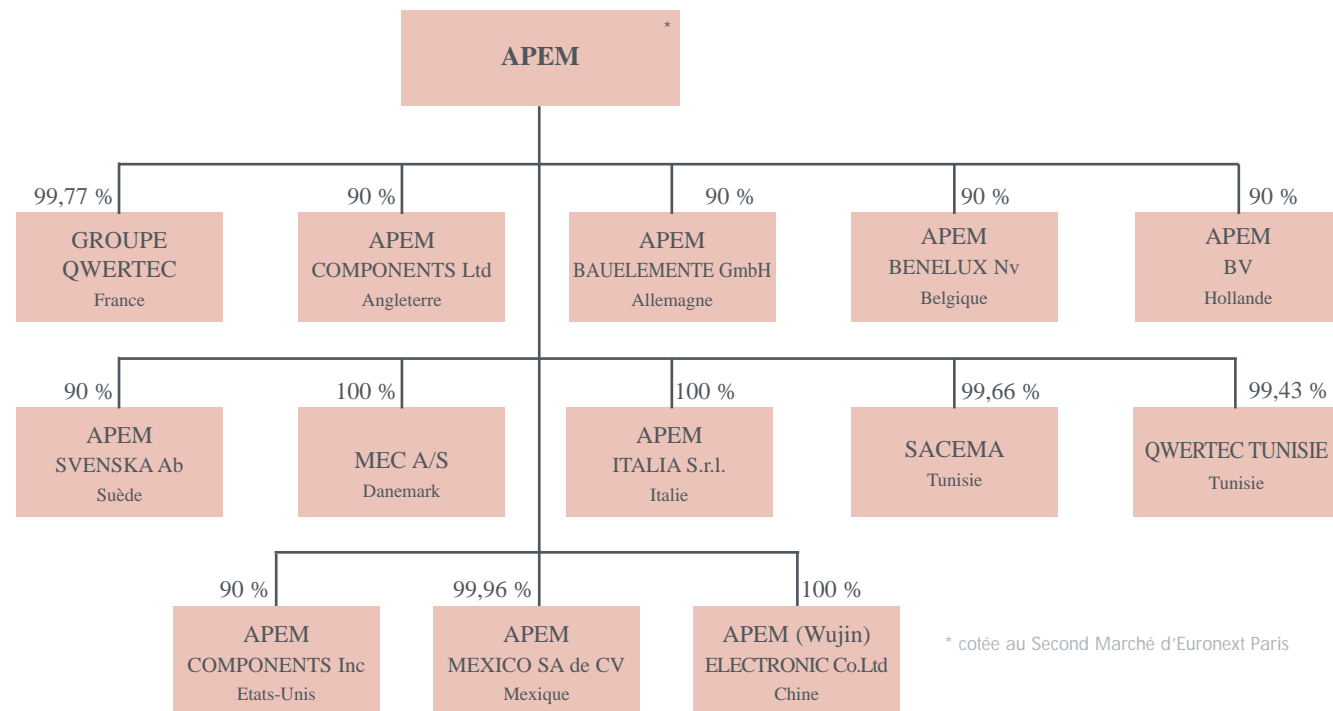 *
APEM
99,77 %
GROUPE
QWERTEC
France
90 %
APEM
COMPONENTS Ltd
Angleterre
90 %
APEM
BAUELEMENTE GmbH
Allemagne
90 %
APEM
BENELUX Nv
Belgique
90 %
APEM
BV
Hollande
90 %
APEM
SVENSKA Ab
Suède
100 %
MEC A/S
Danemark
100 %
APEM
ITALIA S.r.l.
Italie
99,66 %
SACEMA
Tunisie
99,43 %
QWERTEC TUNISIE
Tunisie
90 %
APEM
COMPONENTS Inc
Etats-Unis
99,96 %
APEM
MEXICO SA de CV
Mexique
100 %
APEM (Wujin)
ELECTRONIC Co.Ltd
Chine
* cotée au Second Marché d'Euronext Paris